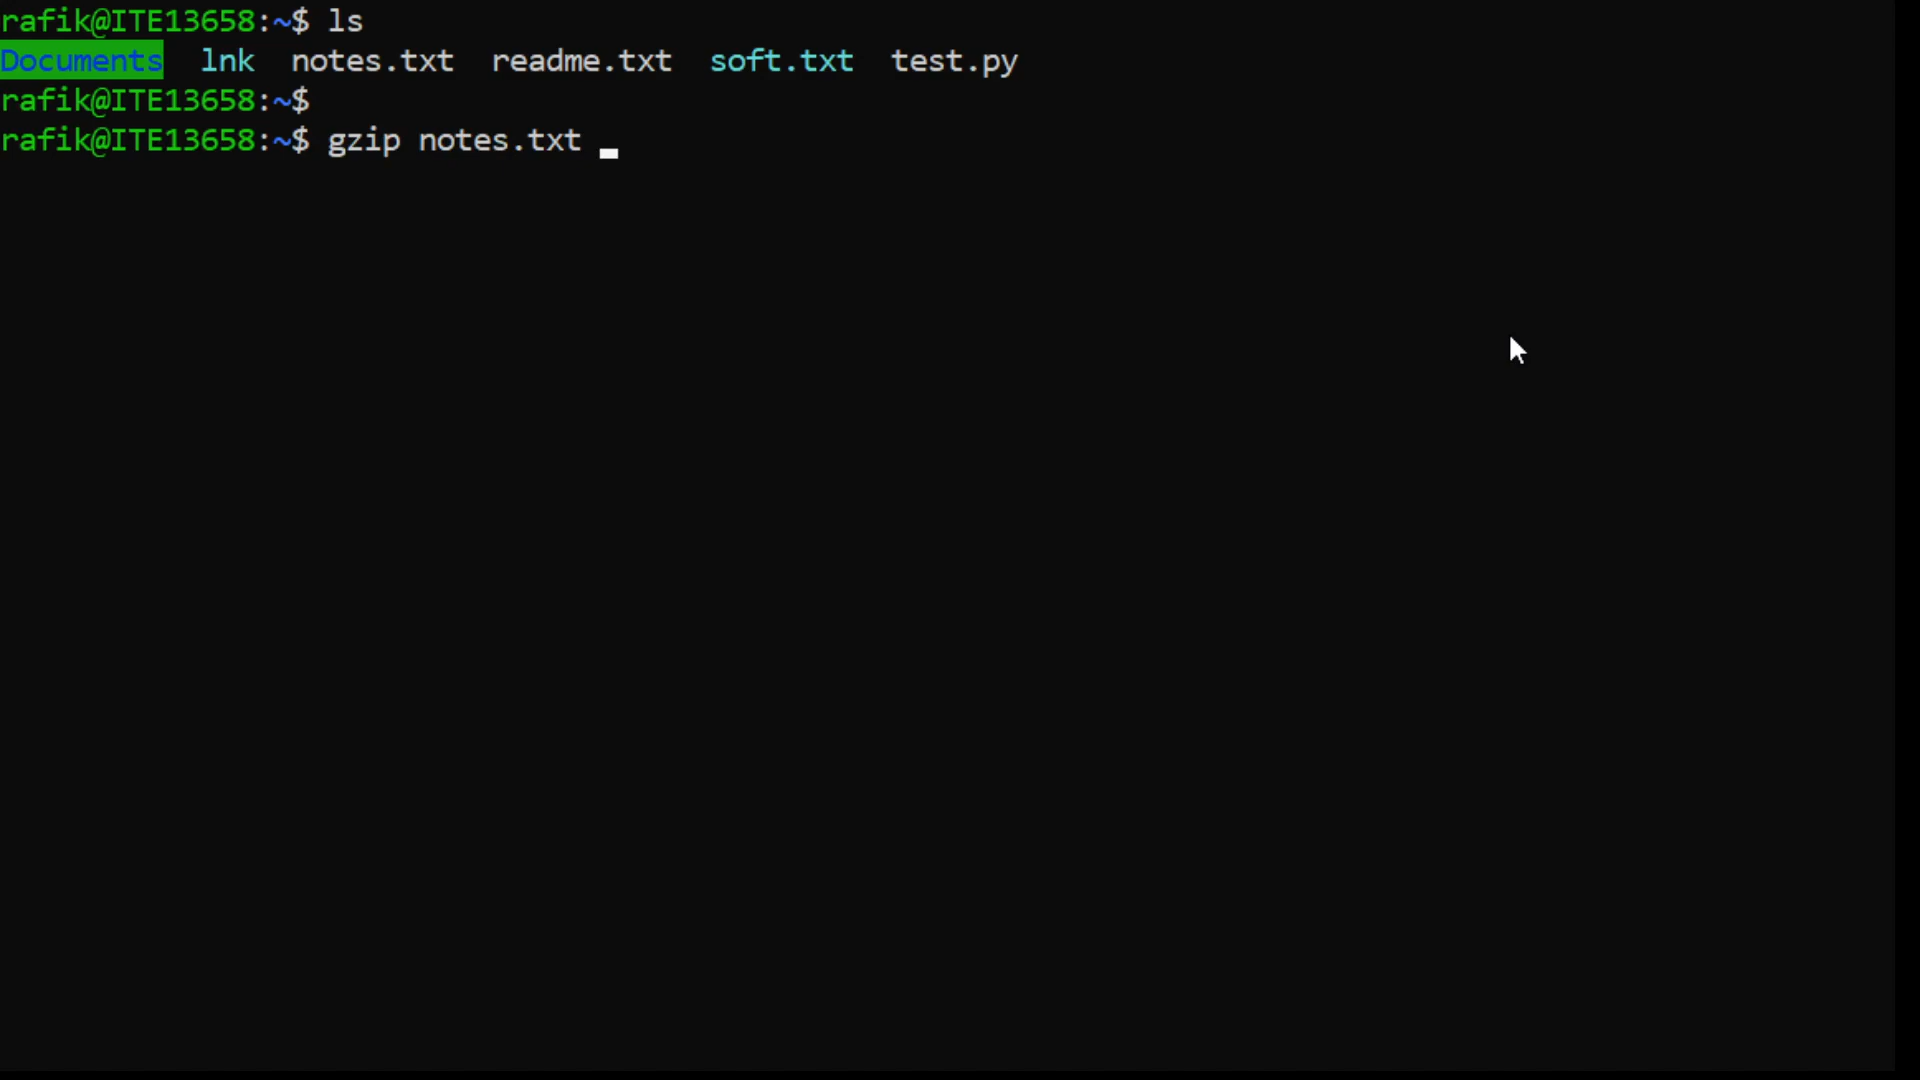 rafik@ITE13658:~$ ls
Documents  lnk  notes.txt  readme.txt  soft.txt  test.py
rafik@ITE13658:~$
rafik@ITE13658:~$ gzip notes.txt